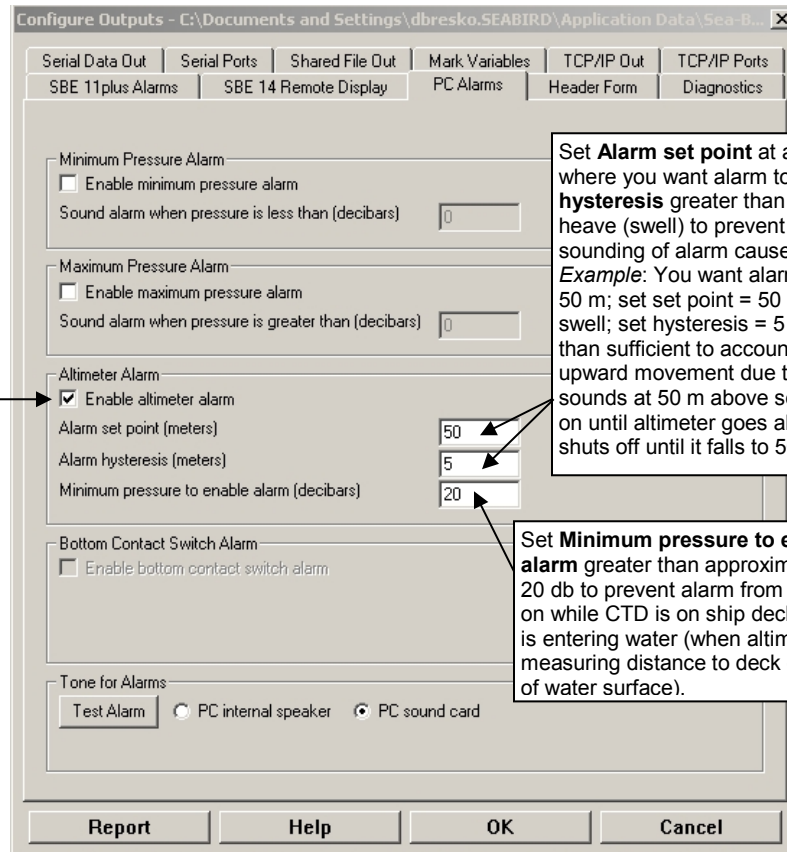 Configure Outputs - C:\Documents and Settings\dbresko.SEABIRD\Application Data\Sea-B...
Serial Data Out Serial Ports Shared File Out Mark Variables TCP/IP Out TCP/IP Ports
SBE 11plus Alarms SBE 14 Remote Display PC Alarms Header Form Diagnostics
Minimum Pressure Alarm
Enable minimum pressure alarm
Sound alarm when pressure is less than (decibars) 0
Maximum Pressure Alarm
Enable maximum pressure alarm
Sound alarm when pressure is greater than (decibars) 0
Altimeter Alarm
Enable altimeter alarm
Alarm set point (meters) 50
Alarm hysteresis (meters) 5
Minimum pressure to enable alarm (decibars) 20
Set Alarm set point at a
where you want alarm to
hysteresis greater than
heave (swell) to prevent
sounding of alarm cause
Example: You want alar
50 m; set set point = 50
swell; set hysteresis = 5
than sufficient to accoun
upward movement due t
sounds at 50 m above s
on until altimeter goes a
shuts off until it falls to 5
Set Minimum pressure to e
alarm greater than approxim
20 db to prevent alarm from
on while CTD is on ship dec
is entering water (when altim
measuring distance to deck
of water surface).
Bottom Contact Switch Alarm
Enable bottom contact switch alarm
Tone for Alarms
Test Alarm PC internal speaker PC sound card
Report Help OK Cancel